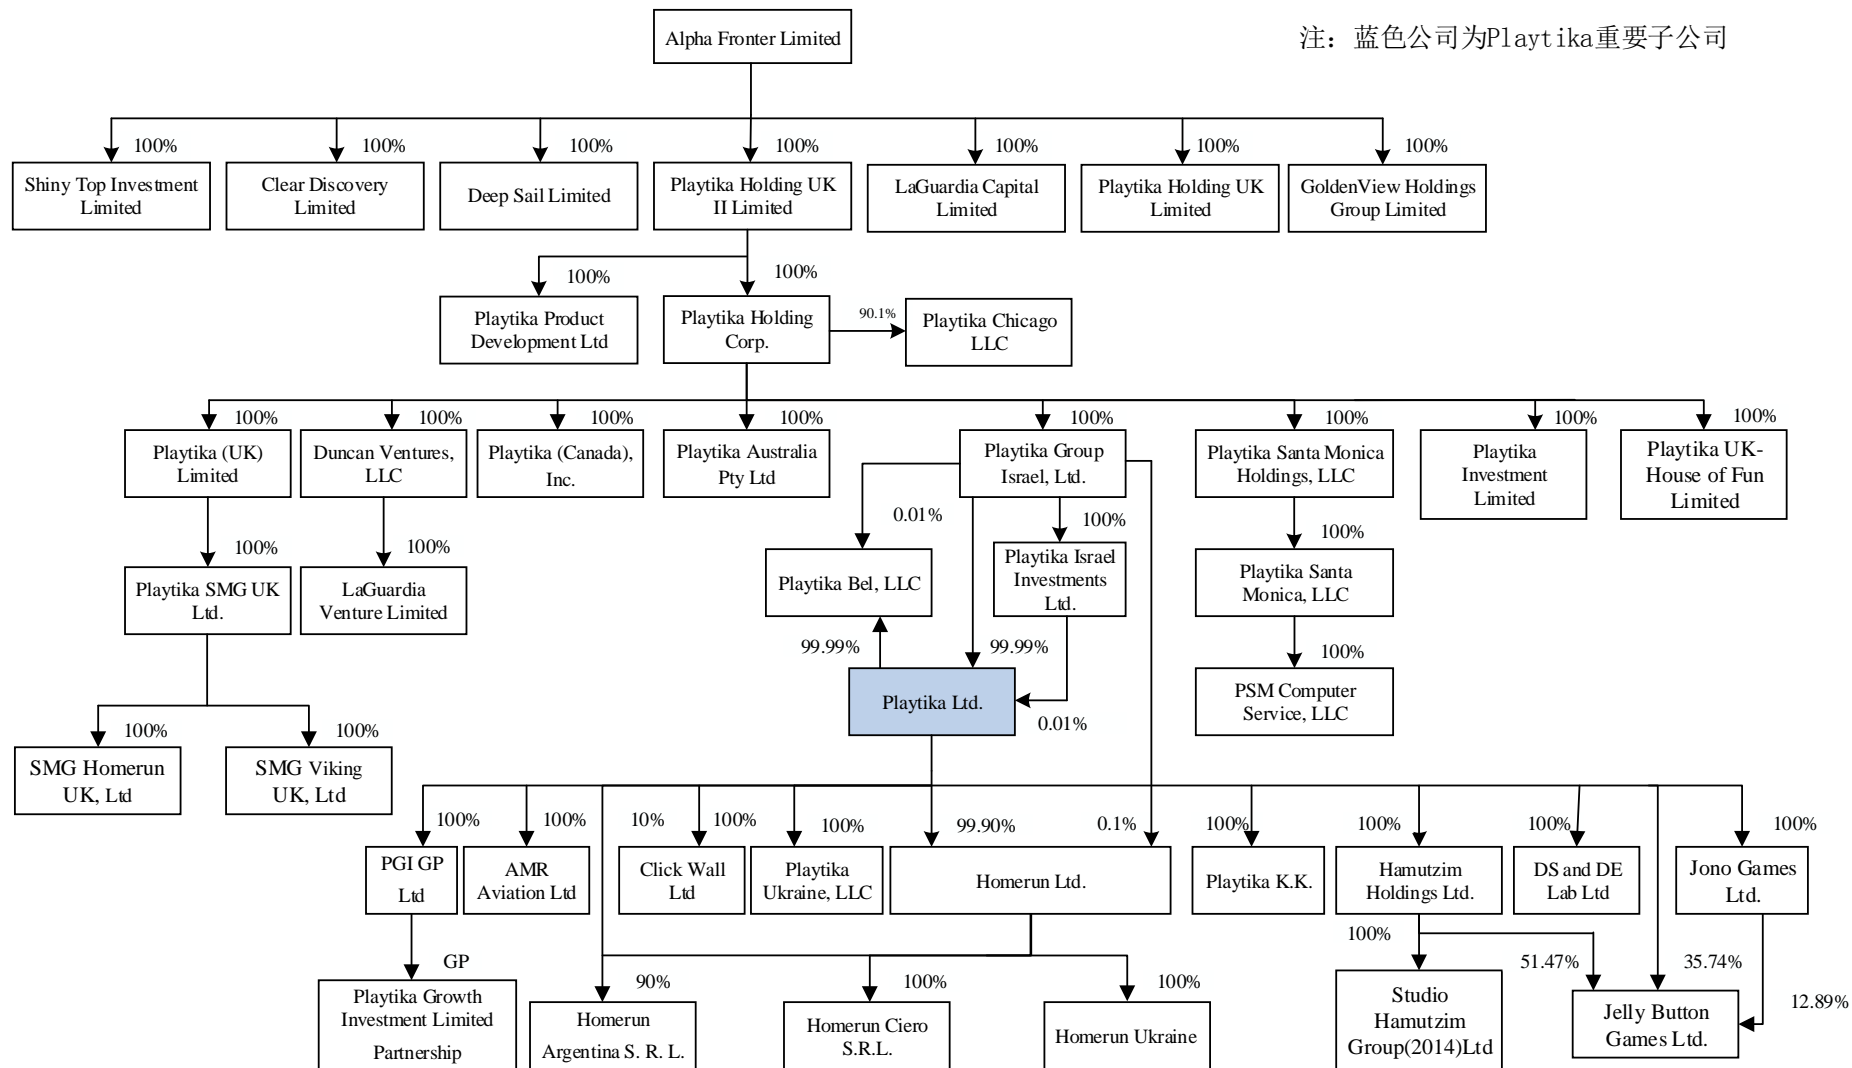 Alpha Fronter Limited
注：蓝色公司为Playtika重要子公司
100%
100%
100%
100%
100%
100%
100%
Shiny Top Investment
Limited
Clear Discovery
Limited
Deep Sail Limited
Playtika Holding UK
II Limited
LaGuardia Capital
Limited
Playtika Holding UK
Limited
GoldenView Holdings
Group Limited
100%
100%
Playtika Product
Development Ltd
Playtika Holding
Corp.
90.1%
Playtika Chicago
LLC
100%
100%
100%
100%
100%
100%
100%
100%
Playtika (UK)
Limited
Duncan Ventures,
LLC
Playtika (Canada),
Inc.
Playtika Australia
Pty Ltd
Playtika Group
Israel, Ltd.
Playtika Santa Monica
Holdings, LLC
Playtika
Investment
Limited
Playtika UK-
House of Fun
Limited
100%
100%
0.01%
100%
100%
Playtika SMG UK
Ltd.
LaGuardia
Venture Limited
Playtika Bel, LLC
Playtika Israel
Investments
Ltd.
Playtika Santa
Monica, LLC
99.99%
99.99%
100%
Playtika Ltd.
0.01%
PSM Computer
Service, LLC
100%
100%
SMG Homerun
UK, Ltd
SMG Viking
UK, Ltd
100%
100%
10%
100%
100%
99.90%
0.1%
100%
100%
100%
100%
PGI GP
Ltd
AMR
Aviation Ltd
Click Wall
Ltd
Playtika
Ukraine, LLC
Homerun Ltd.
Playtika K.K.
Hamutzim
Holdings Ltd.
DS and DE
Lab Ltd
Jono Games
Ltd.
GP
90%
100%
100%
100%
51.47%
35.74%
12.89%
Playtika Growth
Investment Limited
Partnership
Homerun
Argentina S. R. L.
Homerun Ciero
S.R.L.
Homerun Ukraine
Studio
Hamutzim
Group(2014)Ltd
Jelly Button
Games Ltd.